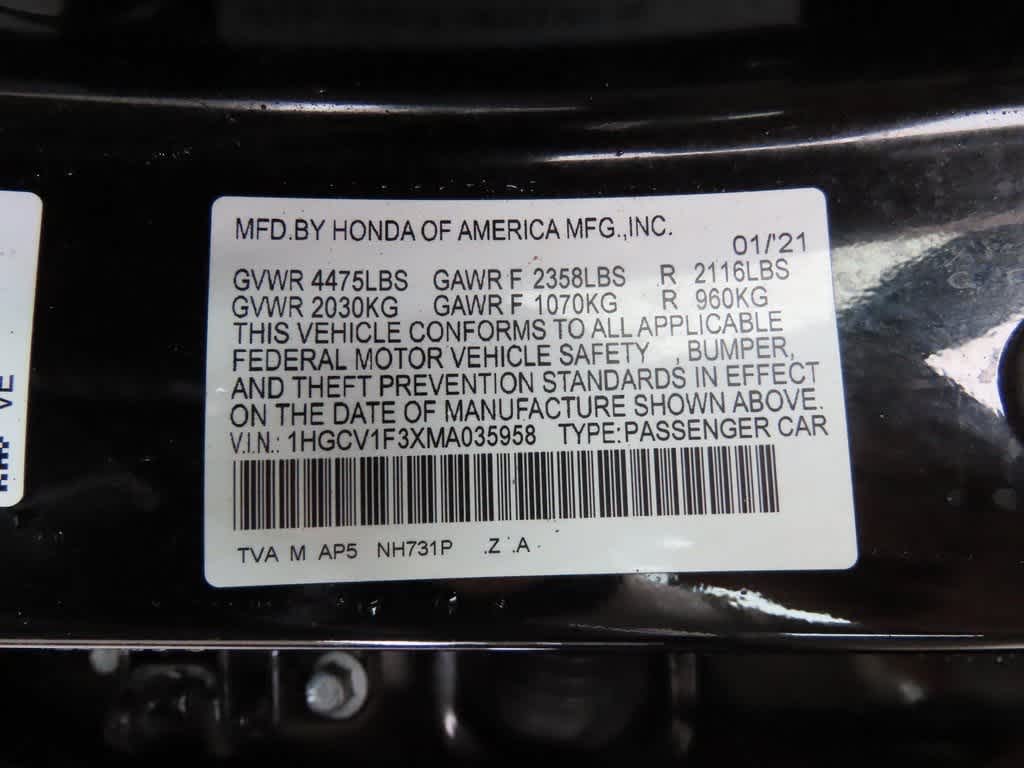 MFD.BY HONDA OF AMERICA MFG.,INC.
01/'21
GVWR 4475LBS GAWR F 2358LBS R 2116LBS
GVWR 2030KG GAWR F 1070KG R 960KG
THIS VEHICLE CONFORMS TO ALL APPLICABLE
FEDERAL MOTOR VEHICLE SAFETY , BUMPER,
AND THEFT PREVENTION STANDARDS IN EFFECT
ON THE DATE OF MANUFACTURE SHOWN ABOVE.
V.I.N.: 1HGCV1F3XMA035958 TYPE:PASSENGER CAR
TVA M AP5 NH731P .Z .A
VE